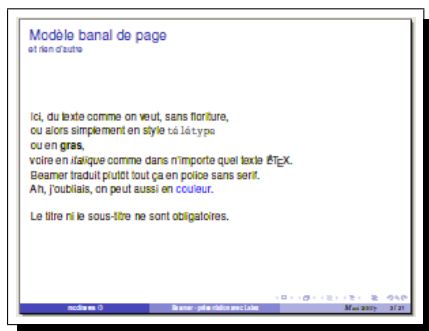 Modèle banal de page
et rien d'autre
Ici, du texte comme on veut, sans fioriture,
ou alors simplement en style télétype
ou en gras,
voire en italique comme dans n'importe quel texte LATEX.
Beamer traduit plutôt tout ça en police sans serif.
Ah, j'oubliais, on peut aussi en couleur.
Le titre ni le sous-titre ne sont obligatoires.
Beamer - présentation avec Latex
Mai 2007 2/21